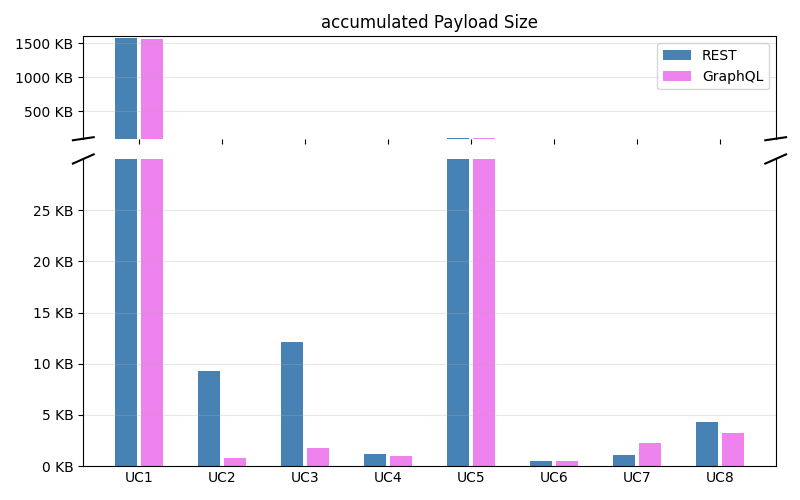 accumulated Payload Size
1500 KB
1000 KB
500 KB
REST
GraphQL
25 KB
20 KB
15 KB
10 KB
5 KB
0 KB
UC1 UC2 UC3 UC4 UC5 UC6 UC7 UC8